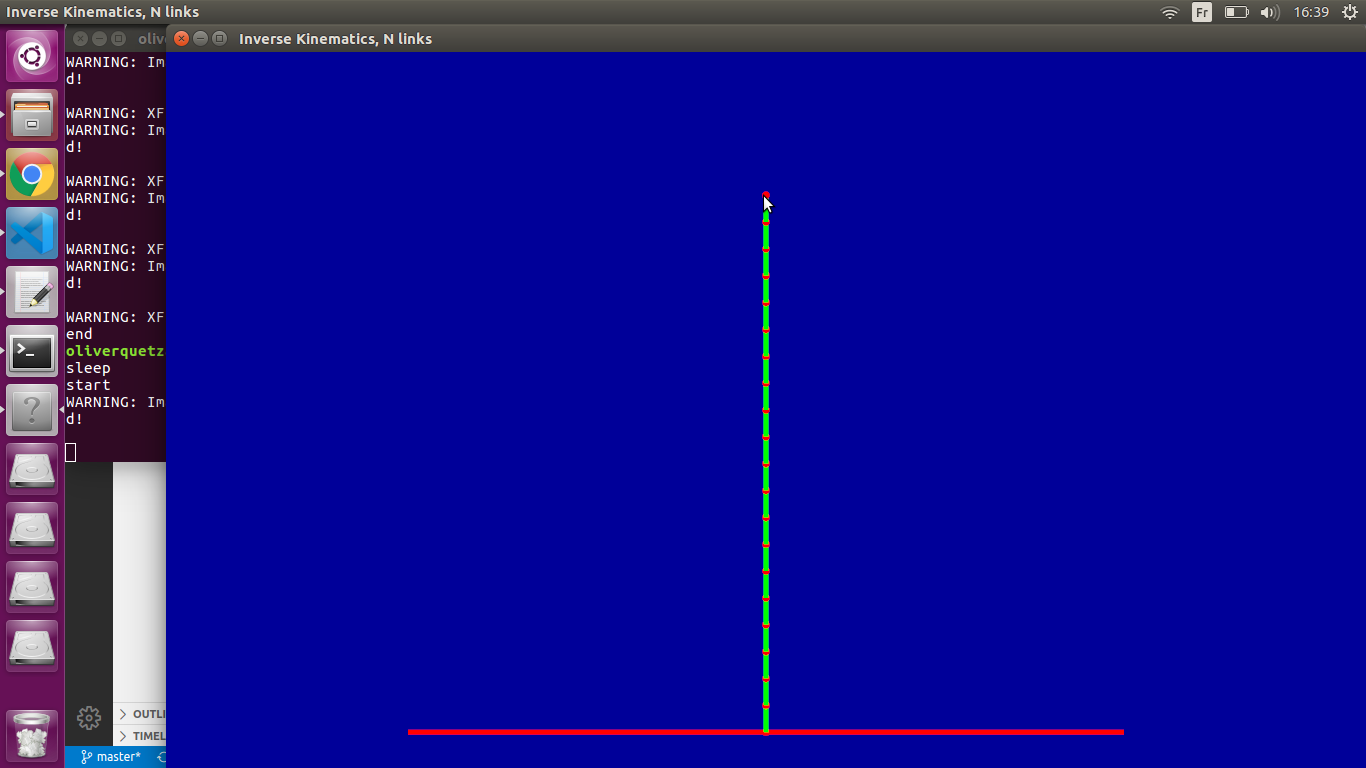 Inverse Kinematics, N links
Fr
16:39
Inverse Kinematics, N links
WARNING: Im
d!
WARNING: XF
WARNING: Im
d!
WARNING: XF
WARNING: Im
d!
WARNING: XF
WARNING: Im
d!
WARNING: XF
end
oliverquetz
sleep
start
WARNING: Im
d!
OUTLI
TIMEL
master*